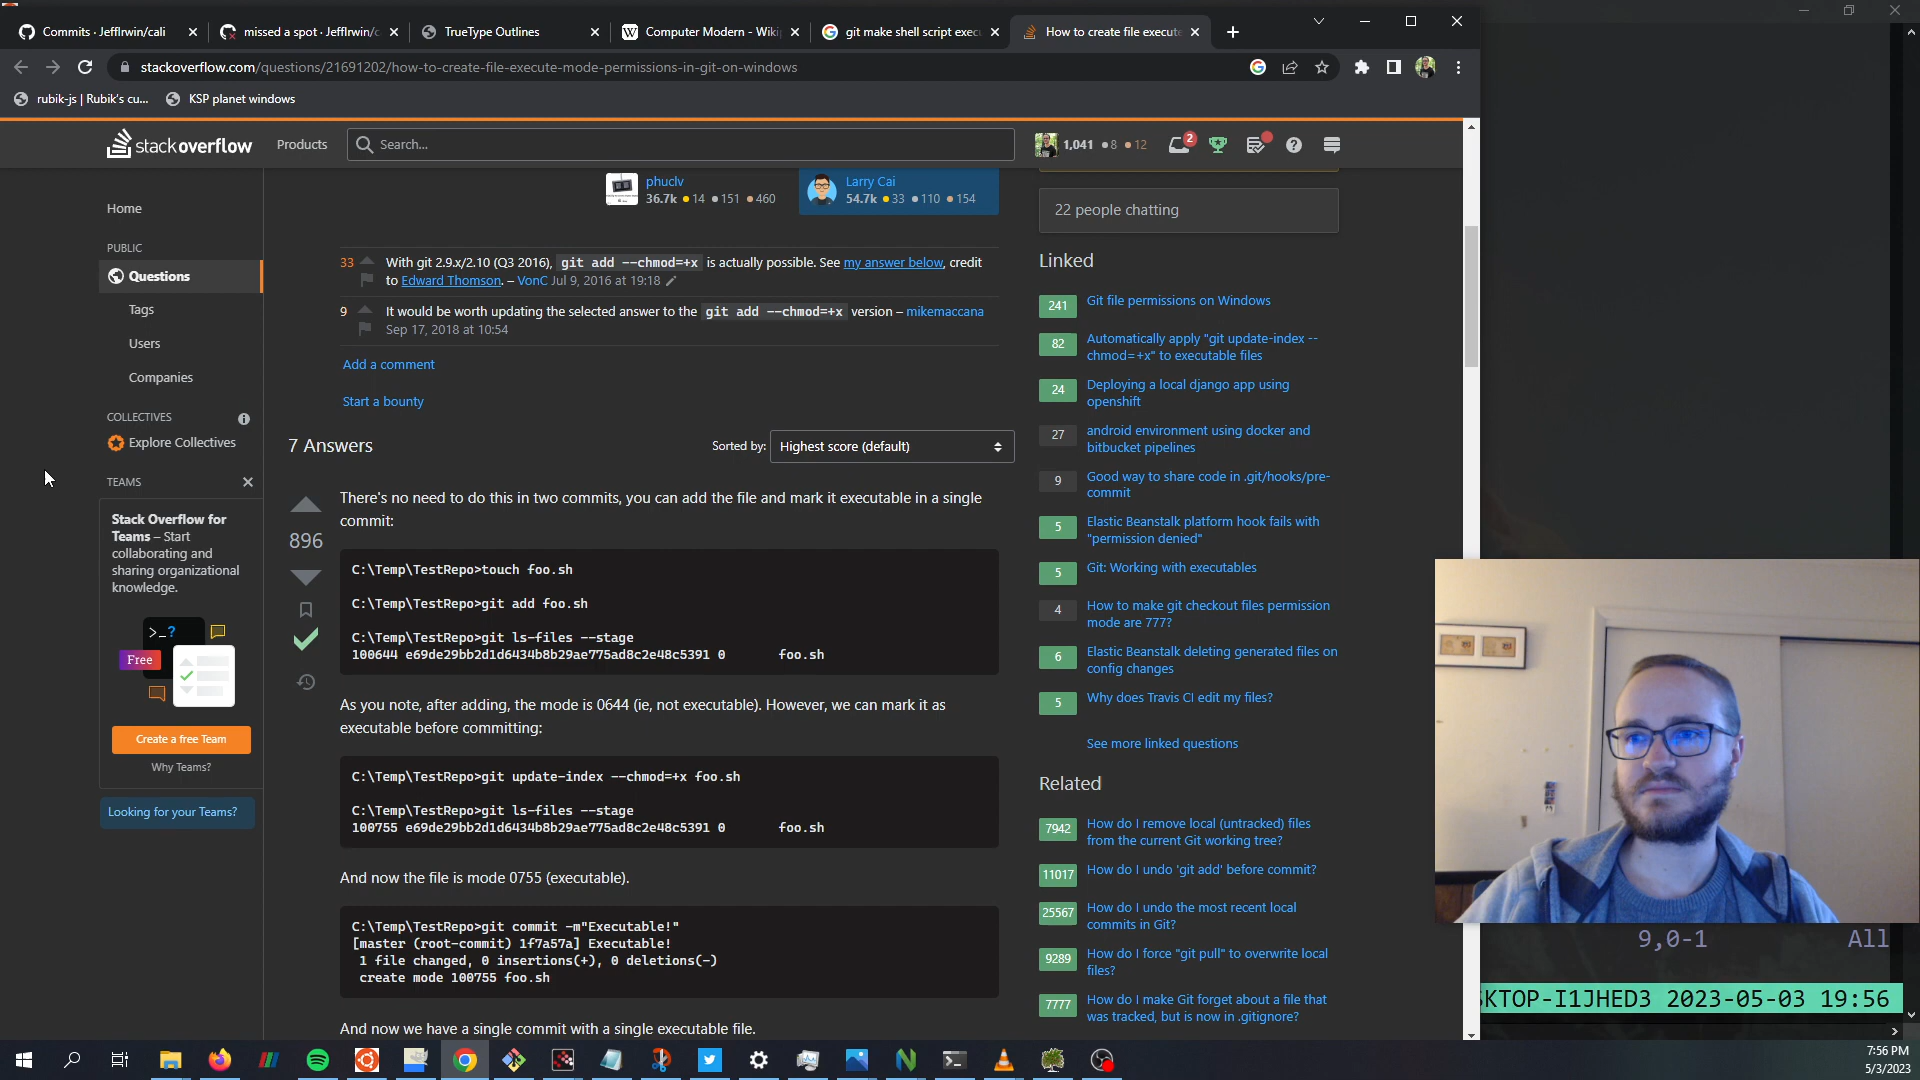 Commits · JeffIrwin/cali
missed a spot · JeffIrwin/c
TrueType Outlines
Computer Modern - Wiki
git make shell script exec
How to create file execute
stackoverflow.com/questions/21691202/how-to-create-file-execute-mode-permissions-in-git-on-windows
rubik-js | Rubik's cu...
KSP planet windows
stackoverflow
Products
Search...
1,041 8 12
2
phuclv
36.7k 14 151 460
Larry Cai
54.7k 33 110 154
Home
PUBLIC
Questions
Tags
Users
Companies
COLLECTIVES
Explore Collectives
TEAMS
Stack Overflow for
Teams – Start
collaborating and
sharing organizational
knowledge.
>_?
Free
Create a free Team
Why Teams?
Looking for your Teams?
33 With git 2.9.x/2.10 (Q3 2016), git add --chmod=+x is actually possible. See my answer below, credit
to Edward Thomson. – VonC Jul 9, 2016 at 19:18
9 It would be worth updating the selected answer to the git add --chmod=+x version – mikemaccana
Sep 17, 2018 at 10:54
Add a comment
Start a bounty
7 Answers
Sorted by: Highest score (default)
896
There's no need to do this in two commits, you can add the file and mark it executable in a single
commit:
C:\Temp\TestRepo>touch foo.sh
C:\Temp\TestRepo>git add foo.sh
C:\Temp\TestRepo>git ls-files --stage
100644 e69de29bb2d1d6434b8b29ae775ad8c2e48c5391 0 foo.sh
As you note, after adding, the mode is 0644 (ie, not executable). However, we can mark it as
executable before committing:
C:\Temp\TestRepo>git update-index --chmod=+x foo.sh
C:\Temp\TestRepo>git ls-files --stage
100755 e69de29bb2d1d6434b8b29ae775ad8c2e48c5391 0 foo.sh
And now the file is mode 0755 (executable).
C:\Temp\TestRepo>git commit -m"Executable!"
[master (root-commit) 1f7a57a] Executable!
1 file changed, 0 insertions(+), 0 deletions(-)
create mode 100755 foo.sh
And now we have a single commit with a single executable file.
22 people chatting
Linked
241 Git file permissions on Windows
82 Automatically apply "git update-index --
chmod=+x" to executable files
24 Deploying a local django app using
openshift
27 android environment using docker and
bitbucket pipelines
9 Good way to share code in .git/hooks/pre-
commit
5 Elastic Beanstalk platform hook fails with
"permission denied"
5 Git: Working with executables
4 How to make git checkout files permission
mode are 777?
6 Elastic Beanstalk deleting generated files on
config changes
5 Why does Travis CI edit my files?
See more linked questions
Related
7942 How do I remove local (untracked) files
from the current Git working tree?
11017 How do I undo 'git add' before commit?
25567 How do I undo the most recent local
commits in Git?
9289 How do I force "git pull" to overwrite local
files?
7777 How do I make Git forget about a file that
was tracked, but is now in .gitignore?
9,0-1 All
KTOP-I1JHED3 2023-05-03 19:56
7:56 PM
5/3/2023